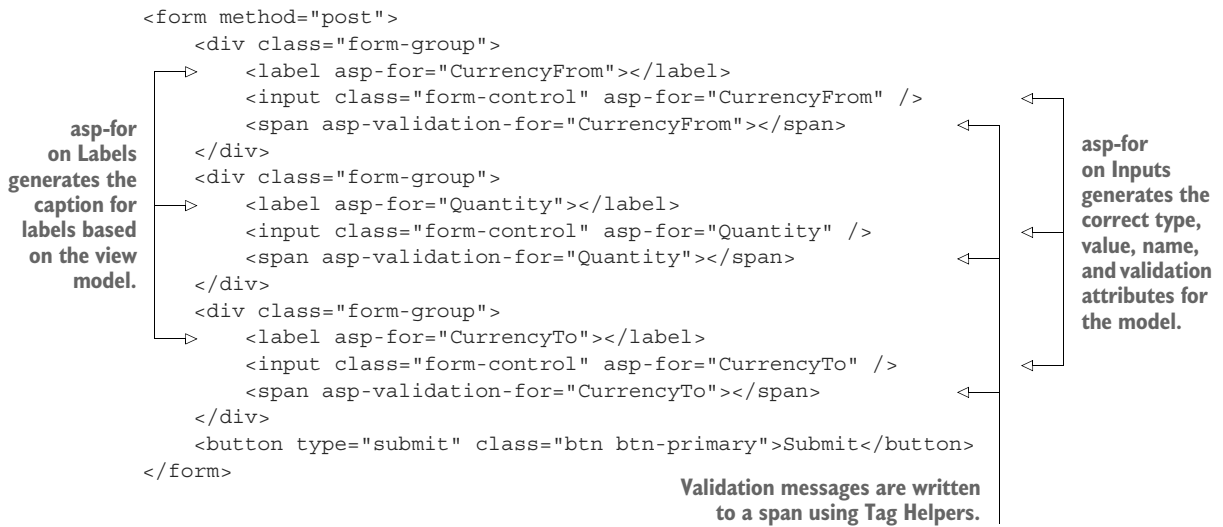 <form method="post">
    <div class="form-group">
        <label asp-for="CurrencyFrom"></label>
        <input class="form-control" asp-for="CurrencyFrom" />
        <span asp-validation-for="CurrencyFrom"></span>
    </div>
    <div class="form-group">
        <label asp-for="Quantity"></label>
        <input class="form-control" asp-for="Quantity" />
        <span asp-validation-for="Quantity"></span>
    </div>
    <div class="form-group">
        <label asp-for="CurrencyTo"></label>
        <input class="form-control" asp-for="CurrencyTo" />
        <span asp-validation-for="CurrencyTo"></span>
    </div>
    <button type="submit" class="btn btn-primary">Submit</button>
</form>
asp-for
on Labels
generates the
caption for
labels based
on the view
model.
asp-for
on Inputs
generates the
correct type,
value, name,
and validation
attributes for
the model.
Validation messages are written
to a span using Tag Helpers.